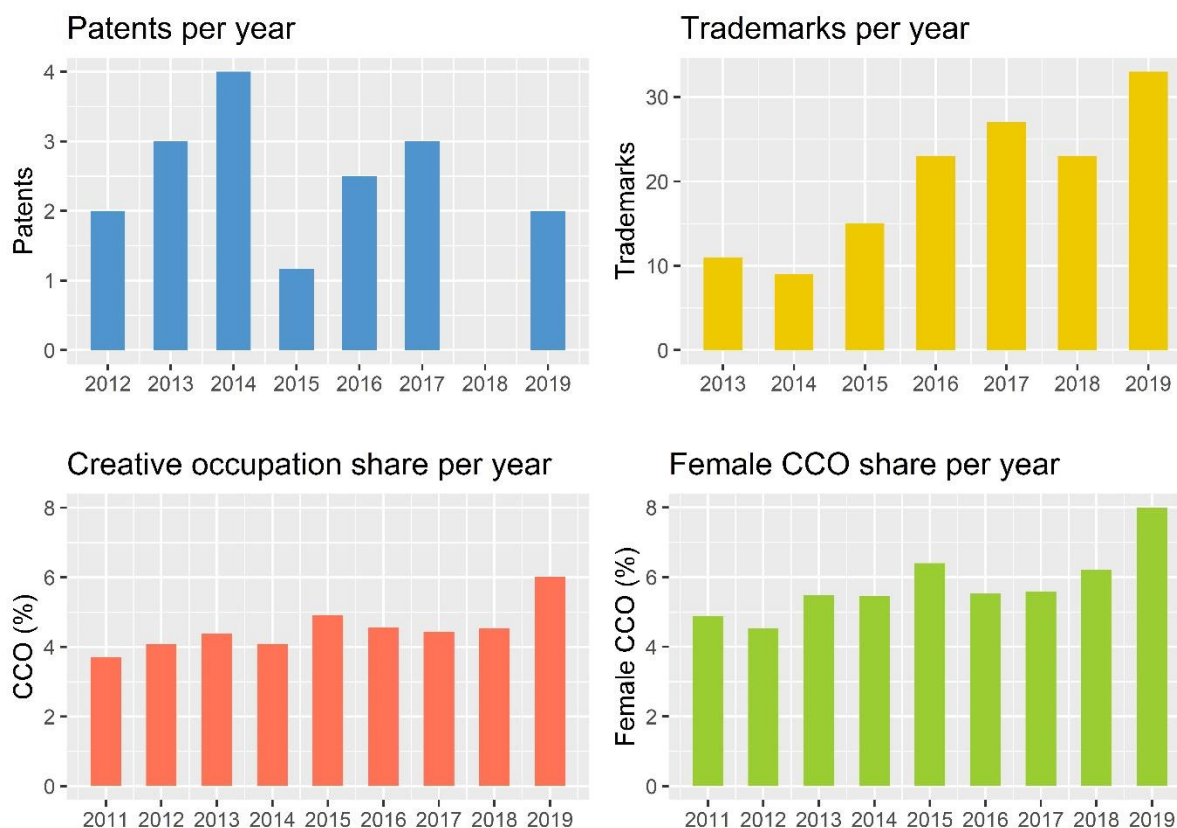 Patents per year
Patents
4
3
2
1
0
2012 2013 2014 2015 2016 2017 2018 2019
Trademarks per year
Trademarks
30
20
10
0
2013 2014 2015 2016 2017 2018 2019
Creative occupation share per year
CCO (%)
8
6
4
2
0
2011 2012 2013 2014 2015 2016 2017 2018 2019
Female CCO share per year
Female CCO (%)
8
6
4
2
0
2011 2012 2013 2014 2015 2016 2017 2018 2019